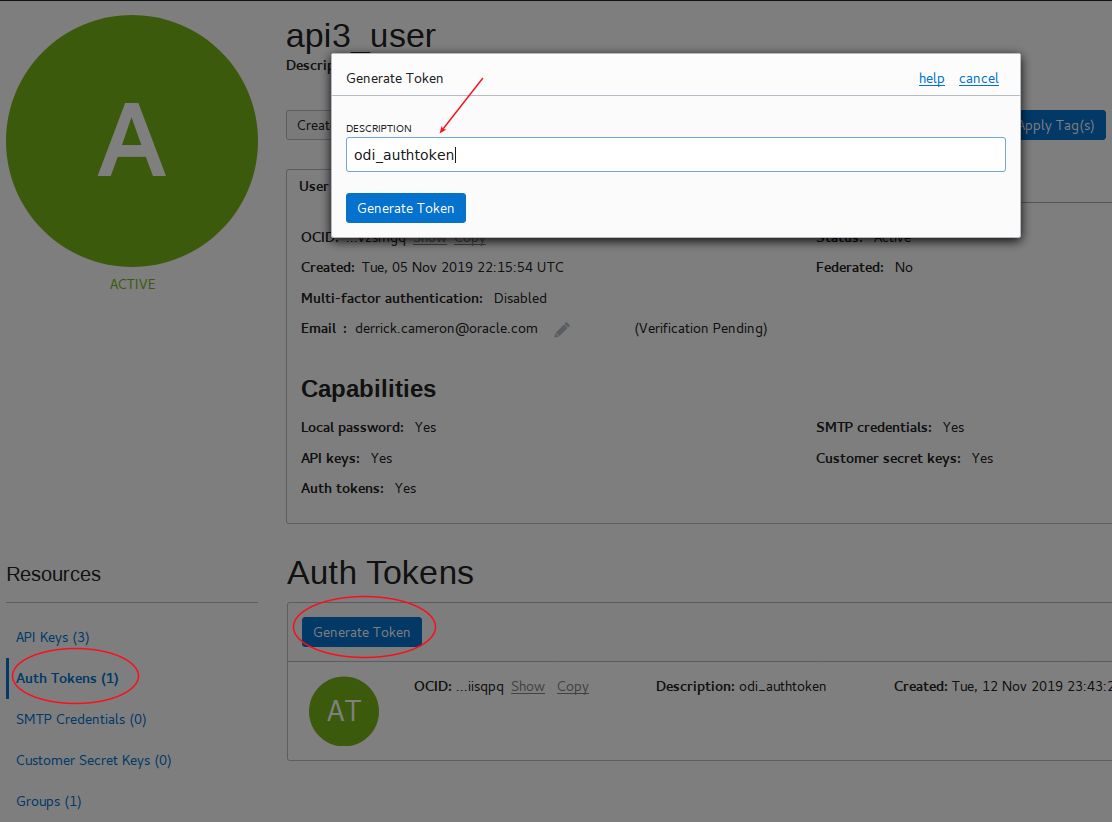 A
ACTIVE
api3_user
Generate Token
help
cancel
DESCRIPTION
odi_authtoken
Generate Token
Apply Tag(s)
User
OCID: ...vzsmgq Show Copy
Status: Active
Created: Tue, 05 Nov 2019 22:15:54 UTC
Federated: No
Multi-factor authentication: Disabled
Email : derrick.cameron@oracle.com (Verification Pending)
Capabilities
Local password: Yes
SMTP credentials: Yes
API keys: Yes
Customer secret keys: Yes
Auth tokens: Yes
Resources
API Keys (3)
Auth Tokens (1)
SMTP Credentials (0)
Customer Secret Keys (0)
Groups (1)
Auth Tokens
Generate Token
AT
OCID: ...iisqpq Show Copy
Description: odi_authtoken
Created: Tue, 12 Nov 2019 23:43:2